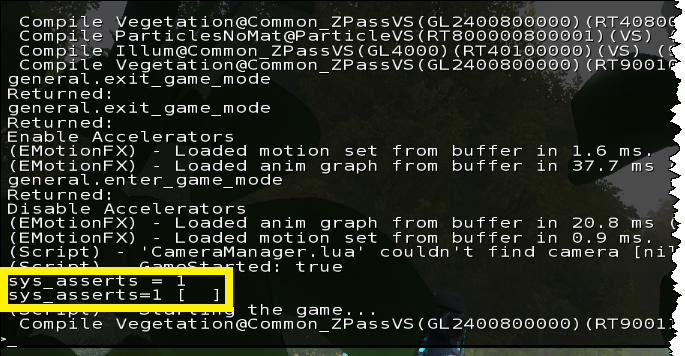 Compile Vegetation@Common_ZPassVS(GL2400800000)(RT40800
Compile ParticlesNoMat@ParticleVS(RT800000800001)(VS)
Compile Illum@Common_ZPassVS(GL4000)(RT40100000)(VS) (S
Compile Vegetation@Common_ZPassVS(GL2400800000)(RT90010
general.exit_game_mode
Returned:
general.exit_game_mode
Returned:
Enable Accelerators
(EMotionFX) - Loaded motion set from buffer in 1.6 ms.
(EMotionFX) - Loaded anim graph from buffer in 37.7 ms
general.enter_game_mode
Returned:
Disable Accelerators
(EMotionFX) - Loaded anim graph from buffer in 20.8 ms
(EMotionFX) - Loaded motion set from buffer in 0.9 ms.
(Script) - 'CameraManager.lua' couldn't find camera [nil
(Script) - GameStarted: true
sys_asserts = 1
sys_asserts=1 [  ]
(Script) - Starting the game...
Compile Vegetation@Common_ZPassVS(GL2400800000)(RT9001
>_